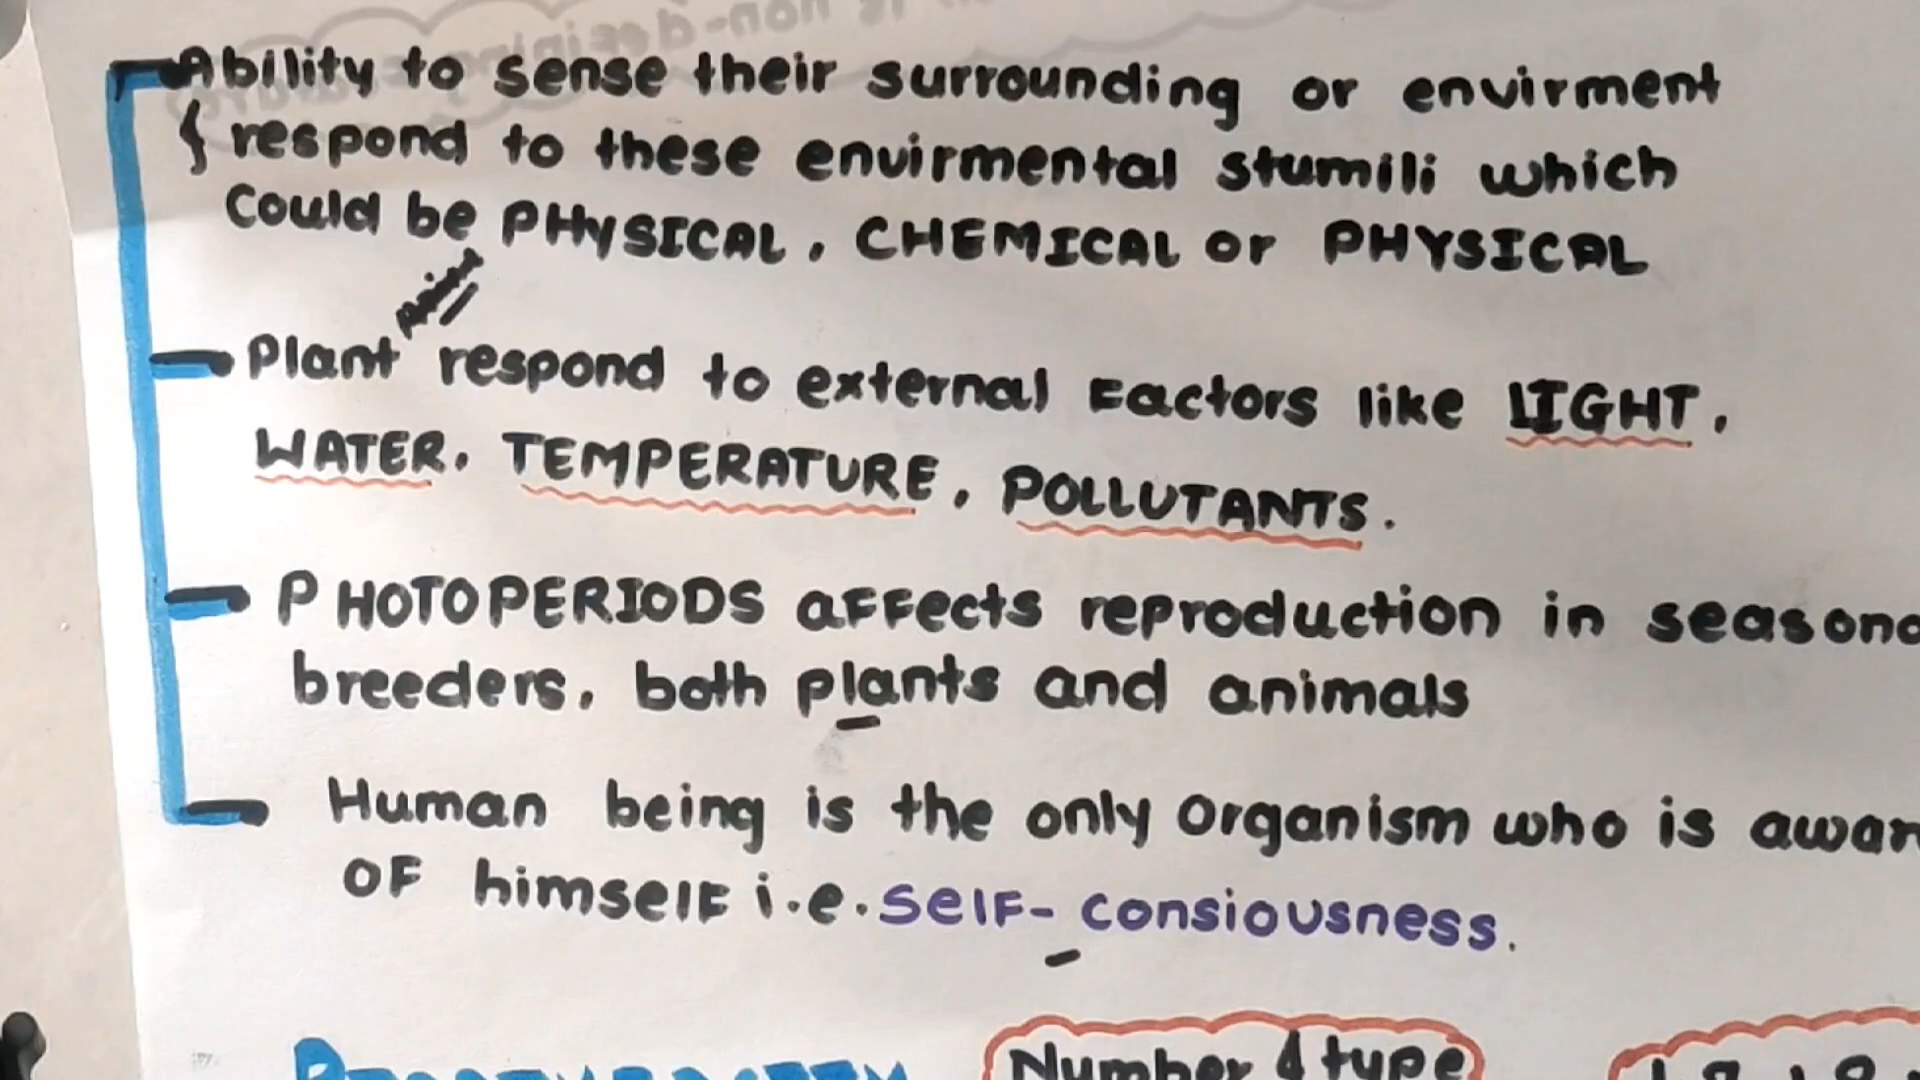 Ability to sense their surrounding or envirment
& respond to these envirmental stumili which
Could be PHYSICAL, CHEMICAL or PHYSICAL
Plant respond to external Factors like LIGHT,
WATER, TEMPERATURE, POLLUTANTS.
PHOTOPERIODS aFFects reproduction in
breeders, both plants and animals
Human being is the only organism who is
OF himselF i.e. SelF- consiousness.
Number & type